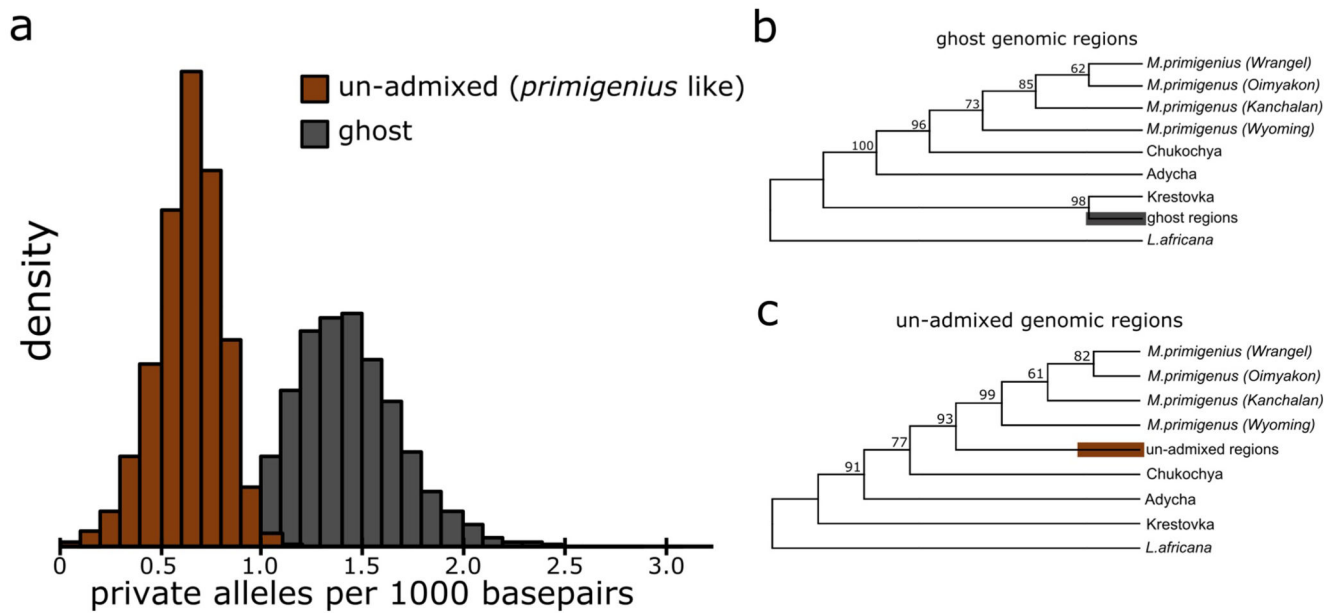 a
un-admixed (primigenius like)
ghost
density
0 0.5 1.0 1.5 2.0 2.5 3.0
private alleles per 1000 basepairs
b
ghost genomic regions
62 M.primigenius (Wrangel)
85 M.primigenus (Oimyakon)
73 M.primigenus (Kanchalan)
96 M.primigenus (Wyoming)
100 Chukochya
Adycha
98 Krestovka
ghost regions
L.africana
c
un-admixed genomic regions
82 M.primigenius (Wrangel)
61 M.primigenus (Oimyakon)
99 M.primigenus (Kanchalan)
93 M.primigenus (Wyoming)
77 un-admixed regions
91 Chukochya
Adycha
Krestovka
L.africana